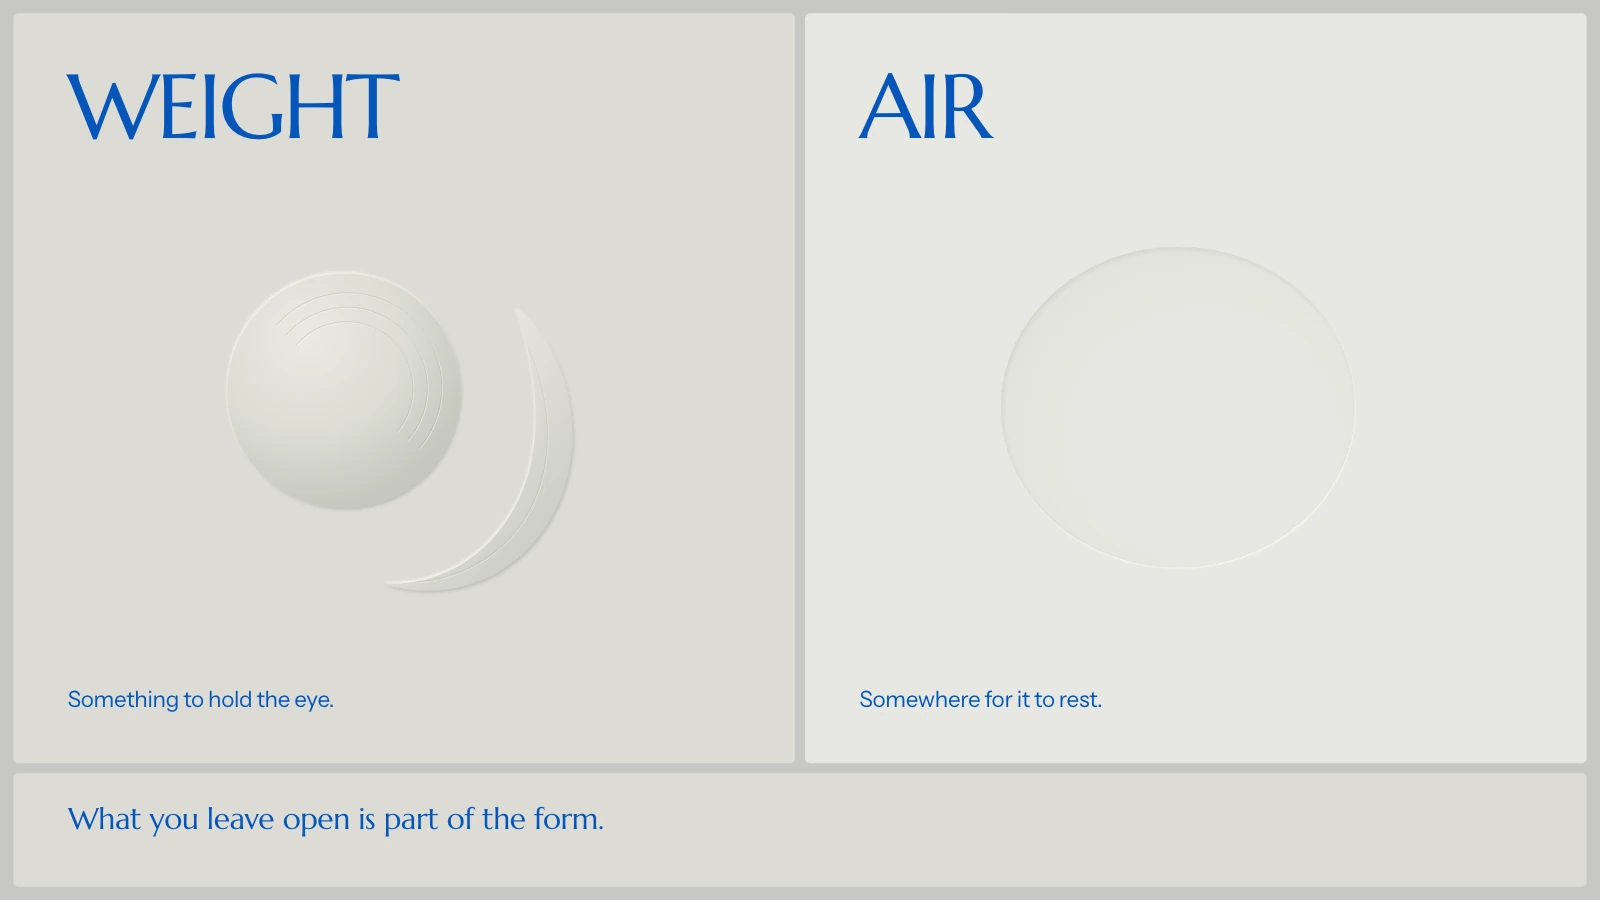 WEIGHT
Something to hold the eye.
AIR
Somewhere for it to rest.
What you leave open is part of the form.